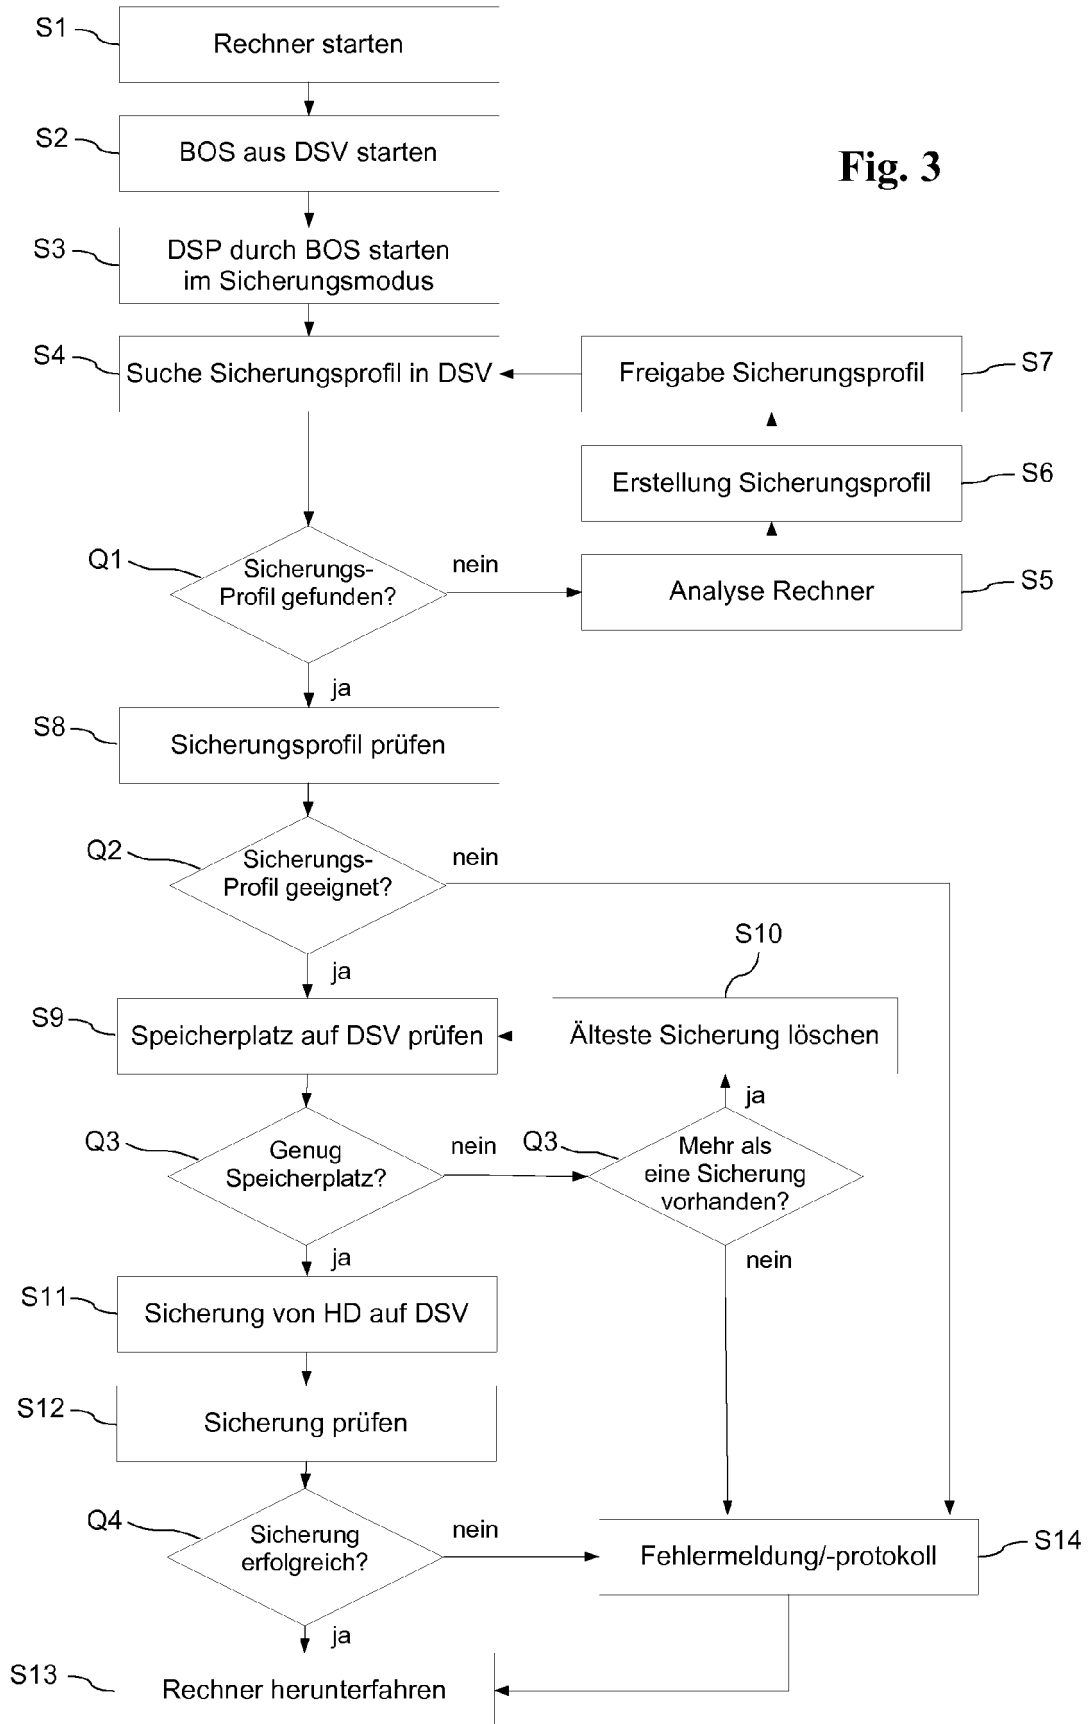 S1
Rechner starten
S2
BOS aus DSV starten
Fig. 3
S3
DSP durch BOS starten
im Sicherungsmodus
S4
Suche Sicherungsprofil in DSV
Freigabe Sicherungsprofil
S7
Erstellung Sicherungsprofil
S6
Q1
Sicherungs-
Profil gefunden?
nein
Analyse Rechner
S5
ja
S8
Sicherungsprofil prüfen
Q2
Sicherungs-
Profil geeignet?
nein
ja
S10
S9
Speicherplatz auf DSV prüfen
Älteste Sicherung löschen
ja
Q3
Genug
Speicherplatz?
nein
Q3
Mehr als
eine Sicherung
vorhanden?
ja
nein
S11
Sicherung von HD auf DSV
S12
Sicherung prüfen
Q4
Sicherung
erfolgreich?
nein
Fehlermeldung/-protokoll
S14
ja
S13
Rechner herunterfahren